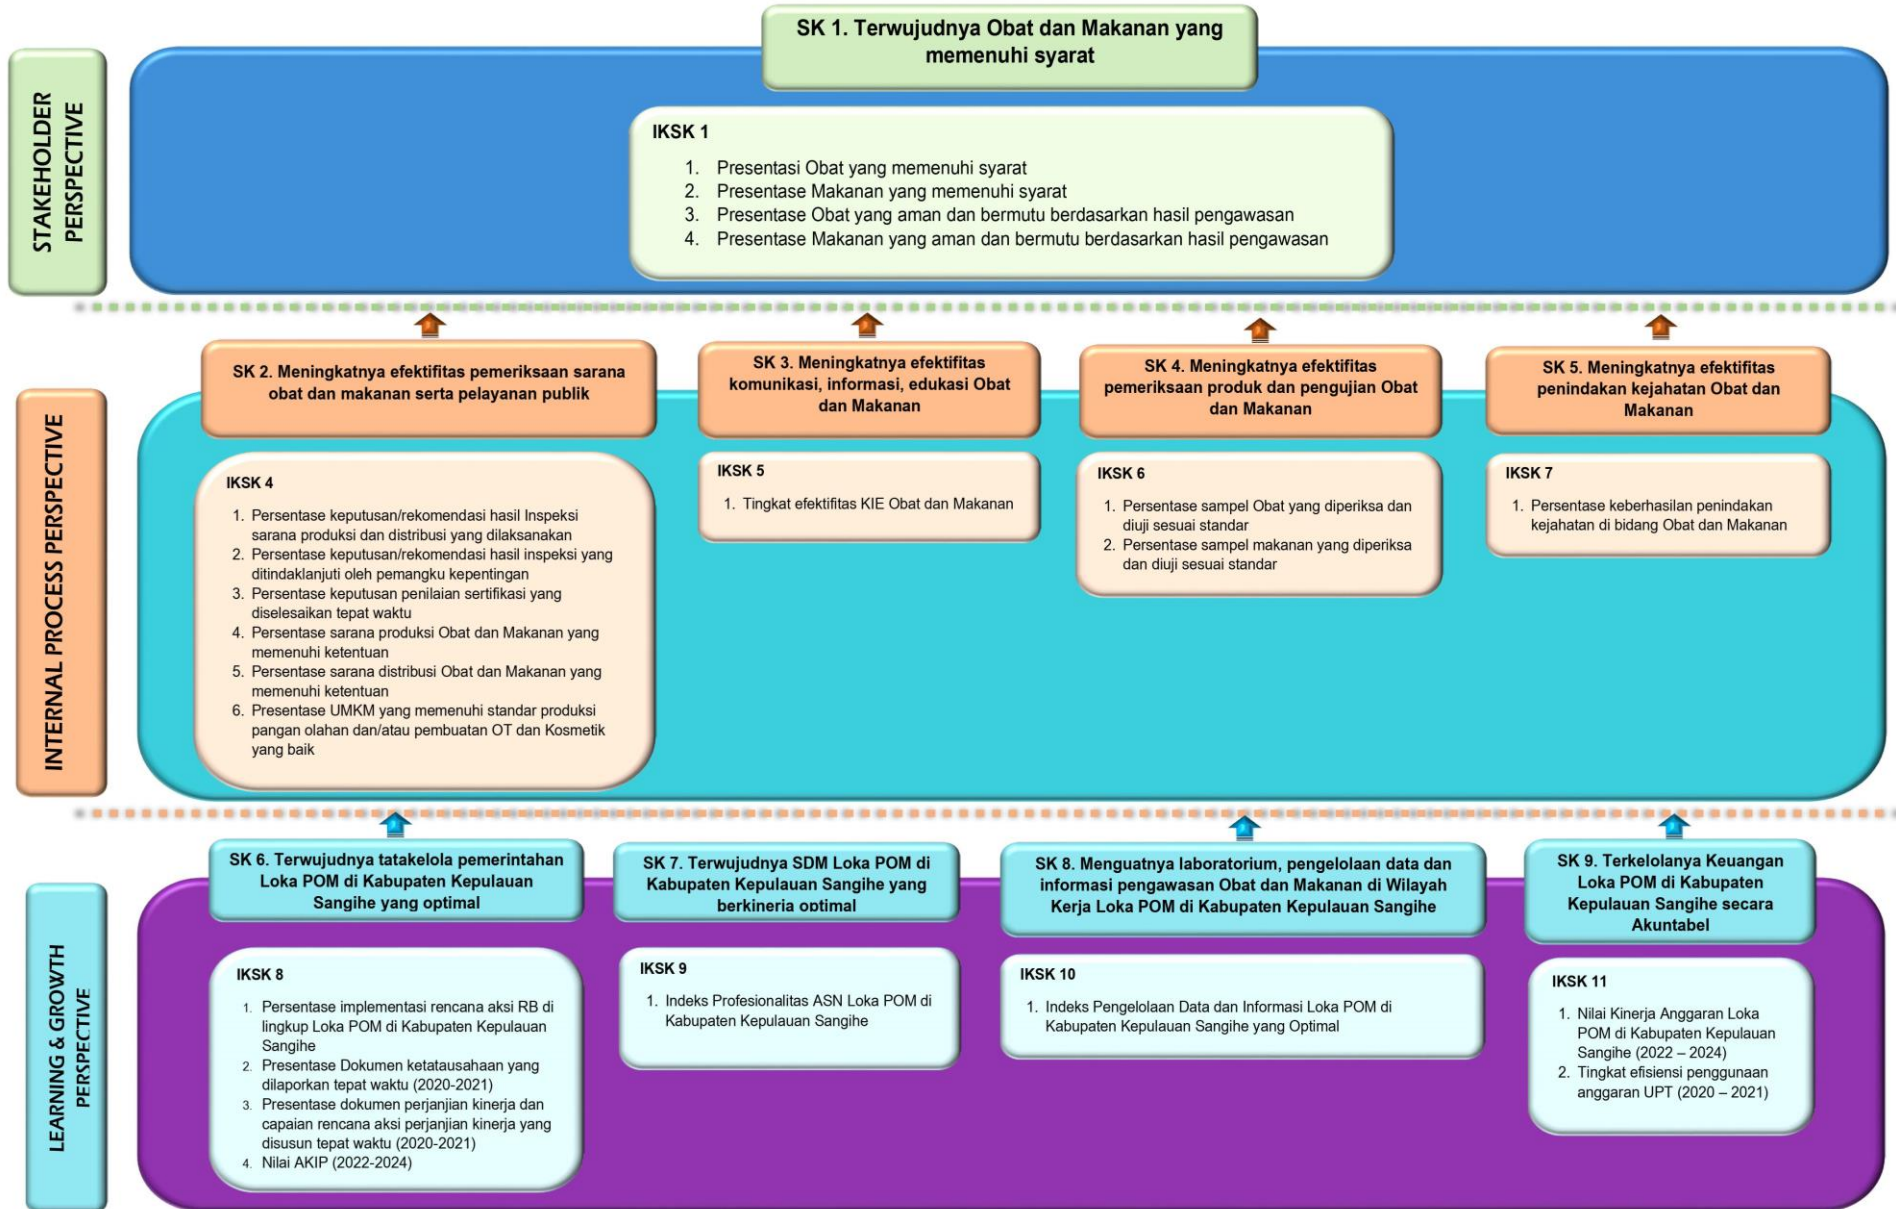 STAKEHOLDER
PERSPECTIVE
SK 1. Terwujudnya Obat dan Makanan yang
memenuhi syarat
IKSK 1
1. Presentasi Obat yang memenuhi syarat
2. Presentase Makanan yang memenuhi syarat
3. Presentase Obat yang aman dan bermutu berdasarkan hasil pengawasan
4. Presentase Makanan yang aman dan bermutu berdasarkan hasil pengawasan
INTERNAL PROCESS PERSPECTIVE
SK 2. Meningkatnya efektifitas pemeriksaan sarana
obat dan makanan serta pelayanan publik
IKSK 4
1. Persentase keputusan/rekomendasi hasil Inspeksi
sarana produksi dan distribusi yang dilaksanakan
2. Persentase keputusan/rekomendasi hasil inspeksi yang
ditindaklanjuti oleh pemangku kepentingan
3. Persentase keputusan penilaian sertifikasi yang
diselesaikan tepat waktu
4. Persentase sarana produksi Obat dan Makanan yang
memenuhi ketentuan
5. Persentase sarana distribusi Obat dan Makanan yang
memenuhi ketentuan
6. Presentase UMKM yang memenuhi standar produksi
pangan olahan dan/atau pembuatan OT dan Kosmetik
yang baik
SK 3. Meningkatnya efektifitas
komunikasi, informasi, edukasi Obat
dan Makanan
IKSK 5
1. Tingkat efektifitas KIE Obat dan Makanan
SK 4. Meningkatnya efektifitas
pemeriksaan produk dan pengujian Obat
dan Makanan
IKSK 6
1. Persentase sampel Obat yang diperiksa dan
diuji sesuai standar
2. Persentase sampel makanan yang diperiksa
dan diuji sesuai standar
SK 5. Meningkatnya efektifitas
penindakan kejahatan Obat dan
Makanan
IKSK 7
1. Persentase keberhasilan penindakan
kejahatan di bidang Obat dan Makanan
LEARNING & GROWTH
PERSPECTIVE
SK 6. Terwujudnya tatakelola pemerintahan
Loka POM di Kabupaten Kepulauan
Sangihe yang optimal
IKSK 8
1. Persentase implementasi rencana aksi RB di
lingkup Loka POM di Kabupaten Kepulauan
Sangihe
2. Presentase Dokumen ketatausahaan yang
dilaporkan tepat waktu (2020-2021)
3. Presentase dokumen perjanjian kinerja dan
capaian rencana aksi perjanjian kinerja yang
disusun tepat waktu (2020-2021)
4. Nilai AKIP (2022-2024)
SK 7. Terwujudnya SDM Loka POM di
Kabupaten Kepulauan Sangihe yang
berkinerja optimal
IKSK 9
1. Indeks Profesionalitas ASN Loka POM di
Kabupaten Kepulauan Sangihe
SK 8. Menguatnya laboratorium, pengelolaan data dan
informasi pengawasan Obat dan Makanan di Wilayah
Kerja Loka POM di Kabupaten Kepulauan Sangihe
IKSK 10
1. Indeks Pengelolaan Data dan Informasi Loka POM di
Kabupaten Kepulauan Sangihe yang Optimal
SK 9. Terkelolanya Keuangan
Loka POM di Kabupaten
Kepulauan Sangihe secara
Akuntabel
IKSK 11
1. Nilai Kinerja Anggaran Loka
POM di Kabupaten Kepulauan
Sangihe (2022 – 2024)
2. Tingkat efisiensi penggunaan
anggaran UPT (2020 – 2021)